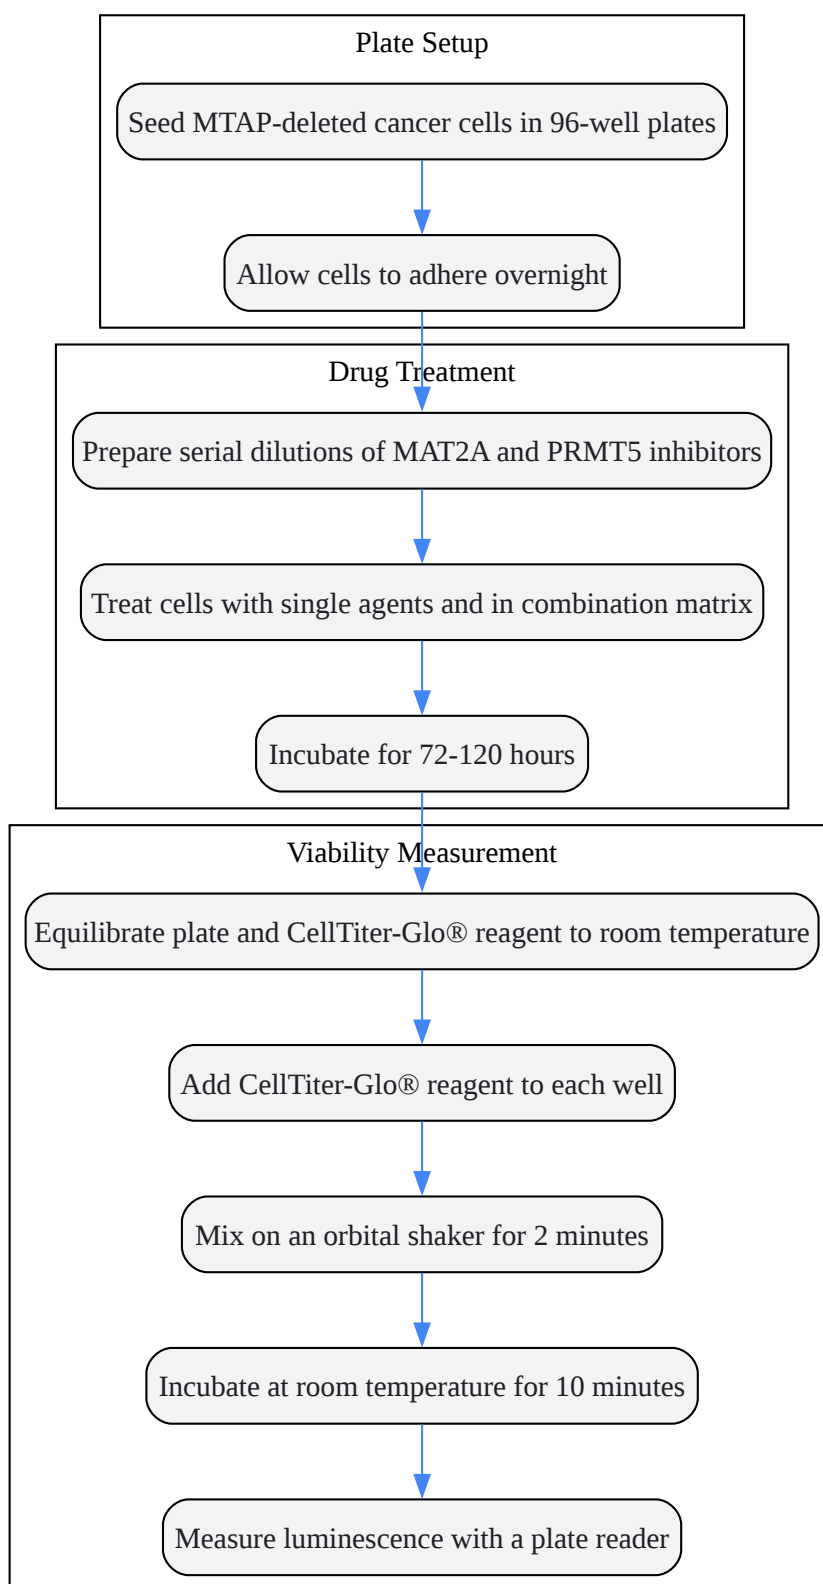 Plate Setup
Seed MTAP-deleted cancer cells in 96-well plates
Allow cells to adhere overnight
Drug Treatment
Prepare serial dilutions of MAT2A and PRMT5 inhibitors
Treat cells with single agents and in combination matrix
Incubate for 72-120 hours
Viability Measurement
Equilibrate plate and CellTiter-Glo® reagent to room temperature
Add CellTiter-Glo® reagent to each well
Mix on an orbital shaker for 2 minutes
Incubate at room temperature for 10 minutes
Measure luminescence with a plate reader